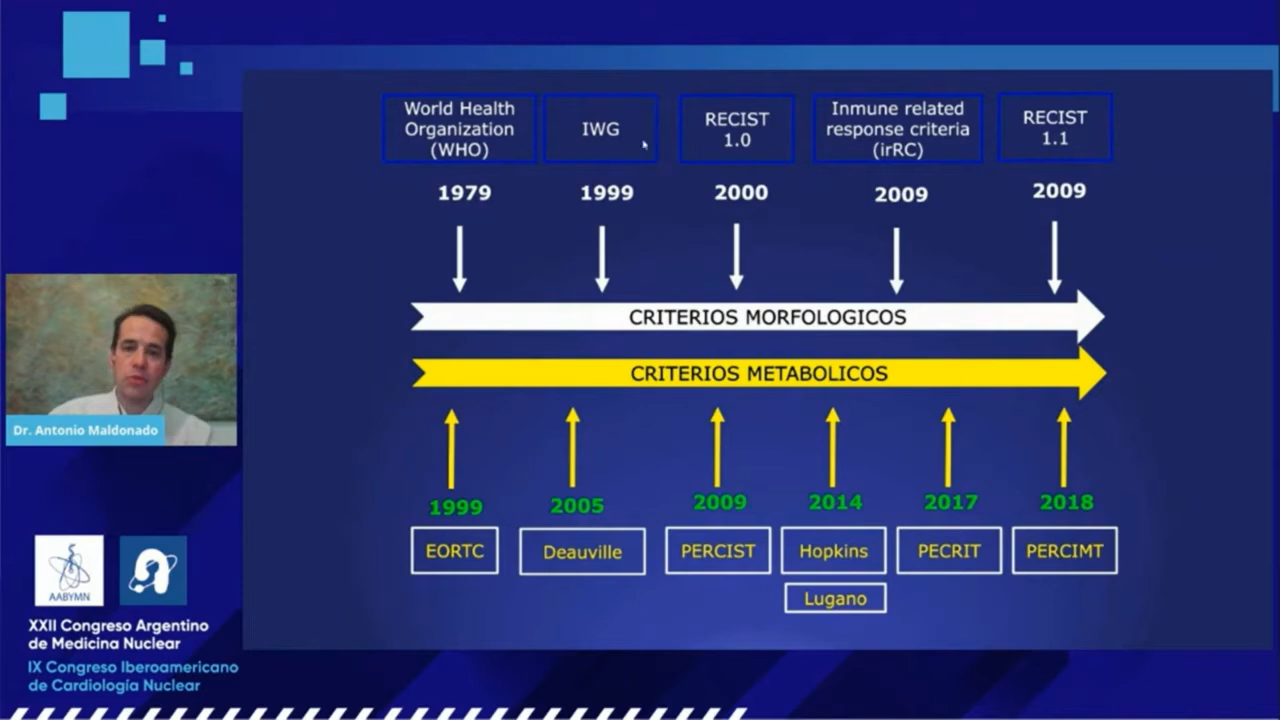 World Health
Organization
(WHO)
IWG
RECIST
1.0
Inmune related
response criteria
(irRC)
RECIST
1.1
1979
1999
2000
2009
2009
CRITERIOS MORFOLOGICOS
CRITERIOS METABOLICOS
1999
2005
2009
2014
2017
2018
EORTC
Deauville
PERCIST
Hopkins
PECRIT
PERCIMT
Lugano
Dr. Antonio Maldonado
AABYMN
XXII Congreso Argentino
de Medicina Nuclear
IX Congreso Iberoamericano
de Cardiología Nuclear